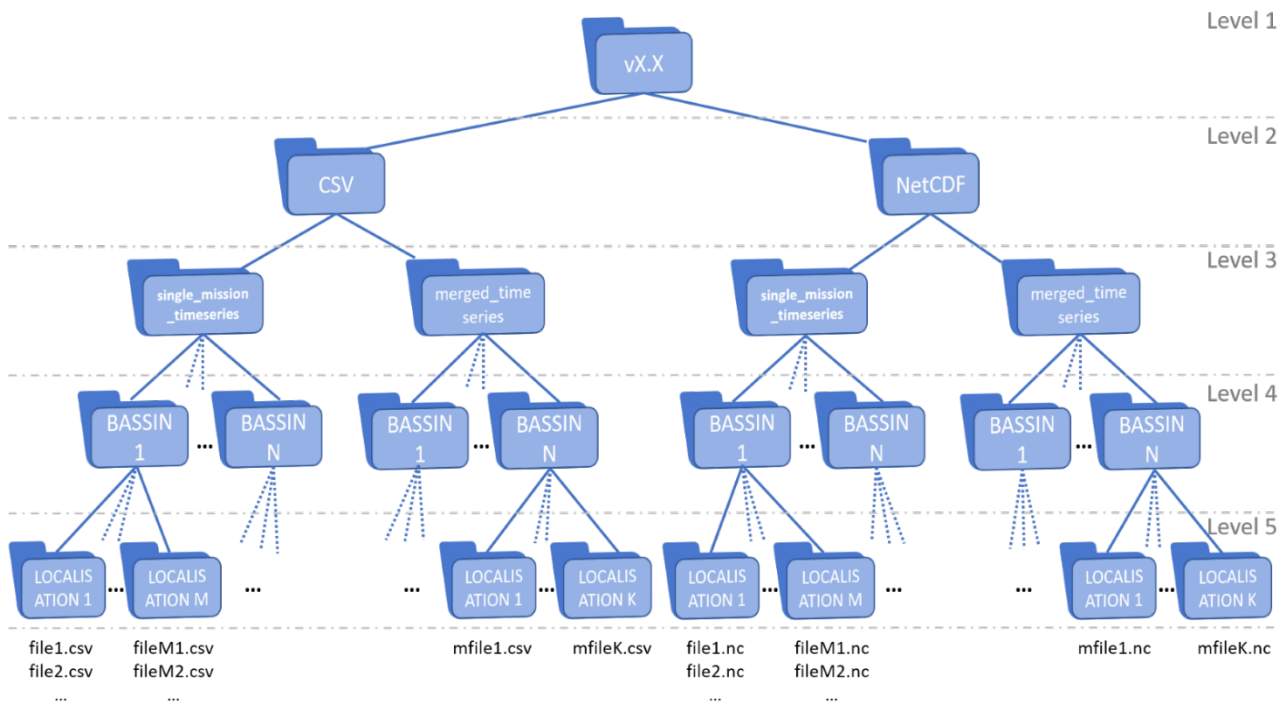 Level 1
vX.X
Level 2
CSV
NetCDF
Level 3
single_mission
_timeseries
merged_time
series
single_mission
_timeseries
merged_time
series
Level 4
BASSIN
1
...
BASSIN
N
BASSIN
1
...
BASSIN
N
BASSIN
1
...
BASSIN
N
BASSIN
1
...
BASSIN
N
Level 5
LOCALIS
ATION 1
...
LOCALIS
ATION M
...
...
LOCALIS
ATION 1
...
LOCALIS
ATION K
LOCALIS
ATION 1
...
LOCALIS
ATION M
...
...
LOCALIS
ATION 1
...
LOCALIS
ATION K
file1.csv
file2.csv
...
fileM1.csv
fileM2.csv
...
mfile1.csv
mfileK.csv
file1.nc
file2.nc
...
fileM1.nc
fileM2.nc
...
mfile1.nc
mfileK.nc